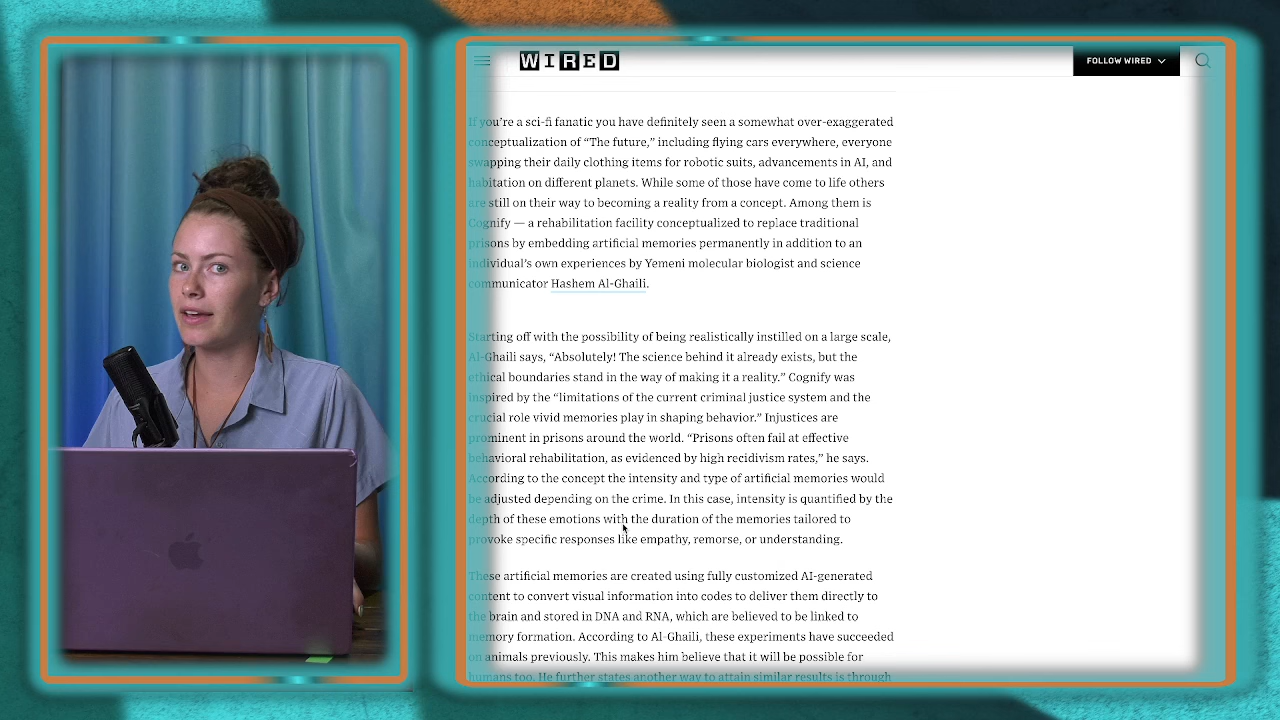 WIRED
FOLLOW WIRED
If you’re a sci-fi fanatic you have definitely seen a somewhat over-exaggerated
conceptualization of “The future,” including flying cars everywhere, everyone
swapping their daily clothing items for robotic suits, advancements in AI, and
habitation on different planets. While some of those have come to life others
are still on their way to becoming a reality from a concept. Among them is
Cognify — a rehabilitation facility conceptualized to replace traditional
prisons by embedding artificial memories permanently in addition to an
individual’s own experiences by Yemeni molecular biologist and science
communicator Hashem Al-Ghaili.
Starting off with the possibility of being realistically instilled on a large scale,
Al-Ghaili says, “Absolutely! The science behind it already exists, but the
ethical boundaries stand in the way of making it a reality.” Cognify was
inspired by the “limitations of the current criminal justice system and the
crucial role vivid memories play in shaping behavior.” Injustices are
prominent in prisons around the world. “Prisons often fail at effective
behavioral rehabilitation, as evidenced by high recidivism rates,” he says.
According to the concept the intensity and type of artificial memories would
be adjusted depending on the crime. In this case, intensity is quantified by the
depth of these emotions with the duration of the memories tailored to
provoke specific responses like empathy, remorse, or understanding.
These artificial memories are created using fully customized AI-generated
content to convert visual information into codes to deliver them directly to
the brain and stored in DNA and RNA, which are believed to be linked to
memory formation. According to Al-Ghaili, these experiments have succeeded
on animals previously. This makes him believe that it will be possible for
humans too. He further states another way to attain similar results is through